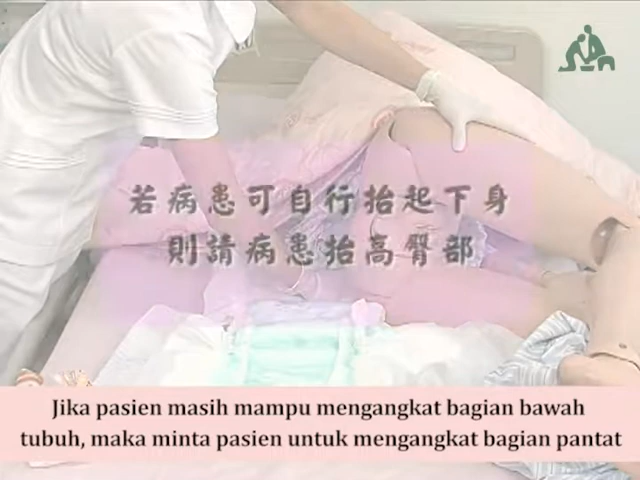 若病患可自行抬起下身
則請病患抬高臀部
Jika pasien masih mampu mengangkat bagian bawah
tubuh, maka minta pasien untuk mengangkat bagian pantat